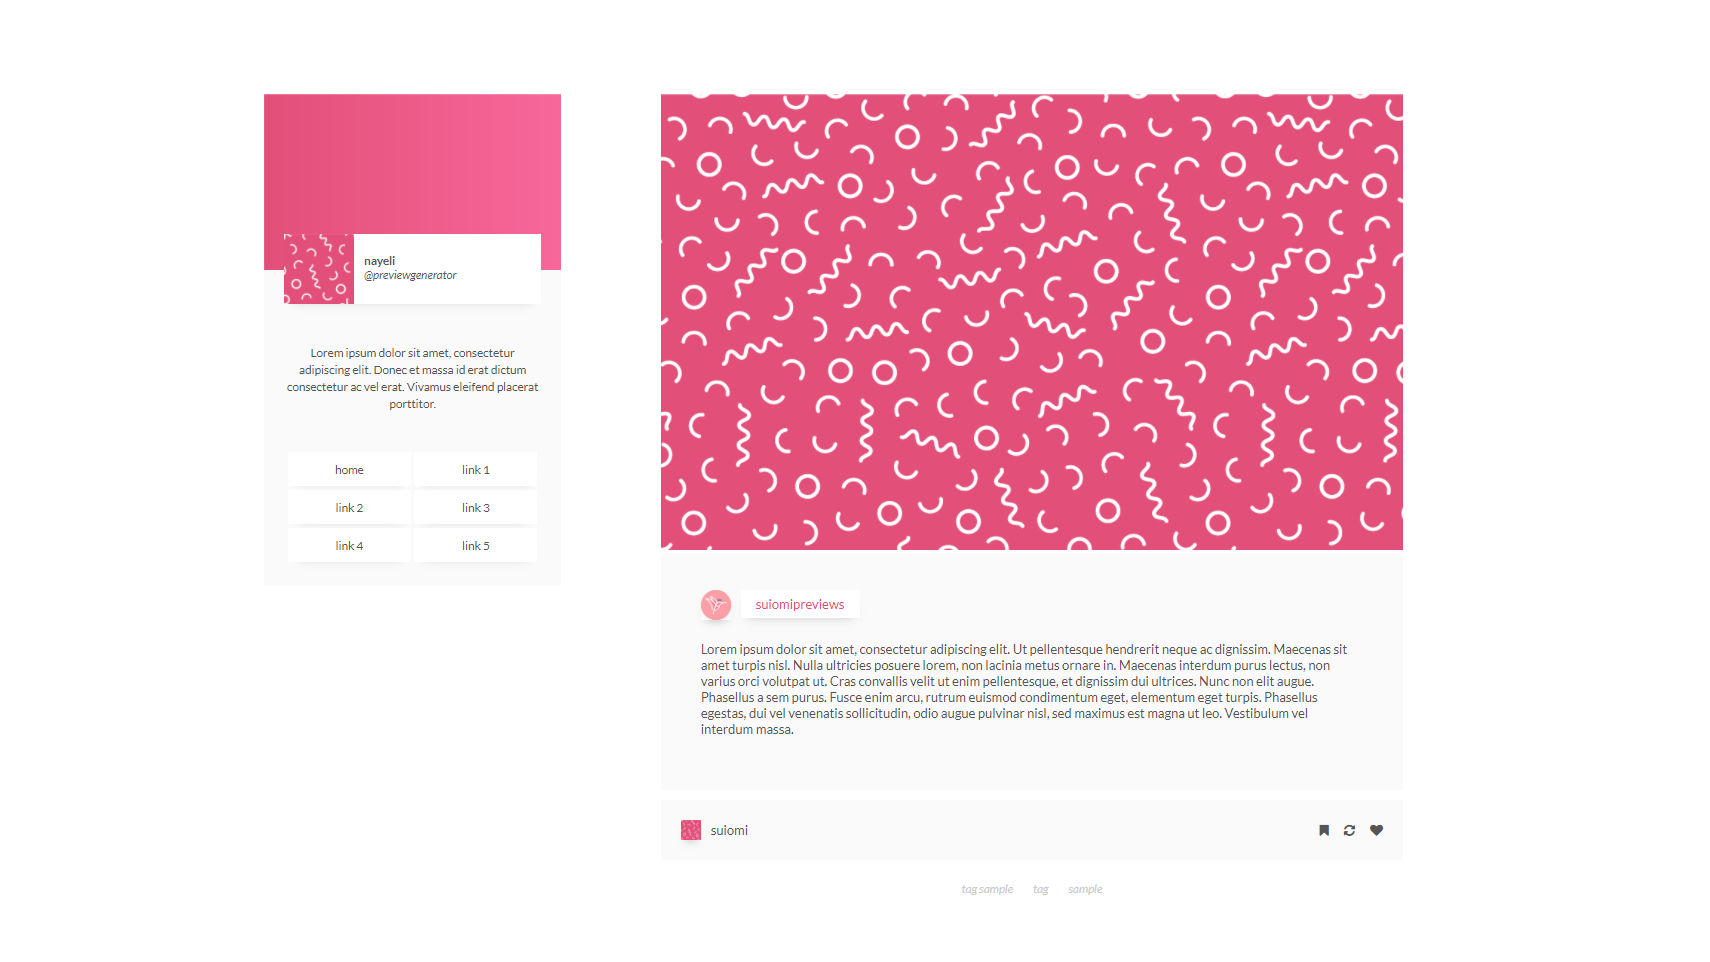 nayeli
@previewgenerator
Lorem ipsum dolor sit amet, consectetur
adipiscing elit. Donec et massa id erat dictum
consectetur ac vel erat. Vivamus eleifend placerat
porttitor.
home
link 1
link 2
link 3
link 4
link 5
suiomipreviews
Lorem ipsum dolor sit amet, consectetur adipiscing elit. Ut pellentesque hendrerit neque ac dignissim. Maecenas sit
amet turpis nisl. Nulla ultricies posuere lorem, non lacinia metus ornare in. Maecenas interdum purus lectus, non
varius orci volutpat ut. Cras convallis velit ut enim pellentesque, et dignissim dui ultrices. Nunc non elit augue.
Phasellus a sem purus. Fusce enim arcu, rutrum euismod condimentum eget, elementum eget turpis. Phasellus
egestas, dui vel venenatis sollicitudin, odio augue pulvinar nisl, sed maximus est magna ut leo. Vestibulum vel
interdum massa.
suiomi
tag sample
tag
sample